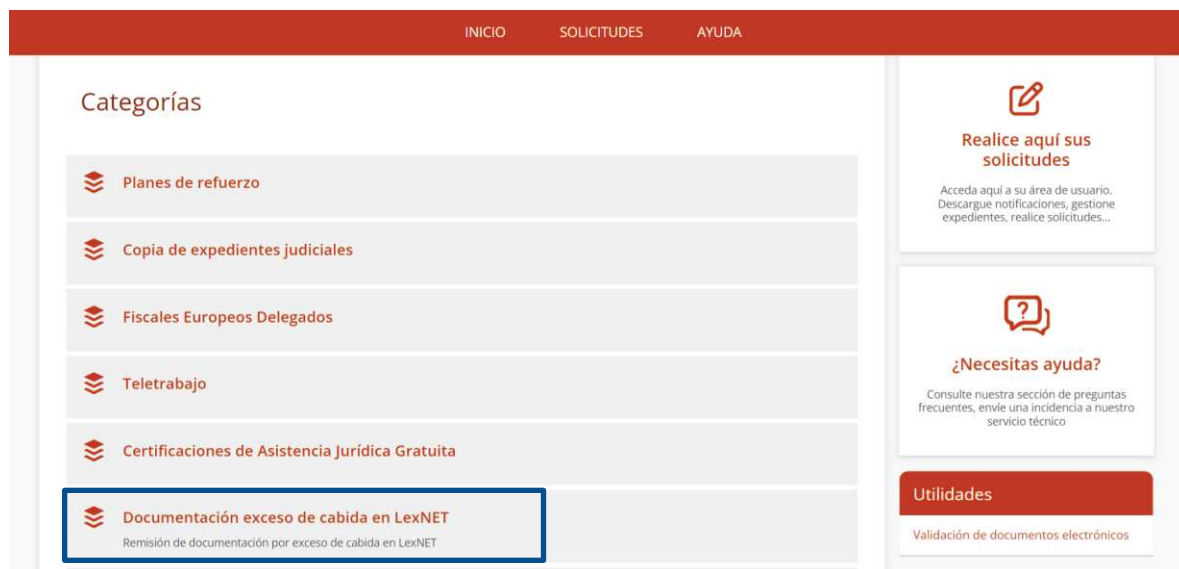 INICIO SOLICITUDES AYUDA
Categorías
Planes de refuerzo
Copia de expedientes judiciales
Fiscales Europeos Delegados
Teletrabajo
Certificaciones de Asistencia Jurídica Gratuita
Documentación exceso de cabida en LexNET
Remisión de documentación por exceso de cabida en LexNET
Realice aquí sus
solicitudes
Acceda aquí a su área de usuario.
Descargue notificaciones, gestione
expedientes, realice solicitudes...
¿Necesitas ayuda?
Consulte nuestra sección de preguntas
frecuentes, envíe una incidencia a nuestro
servicio técnico
Utilidades
Validación de documentos electrónicos